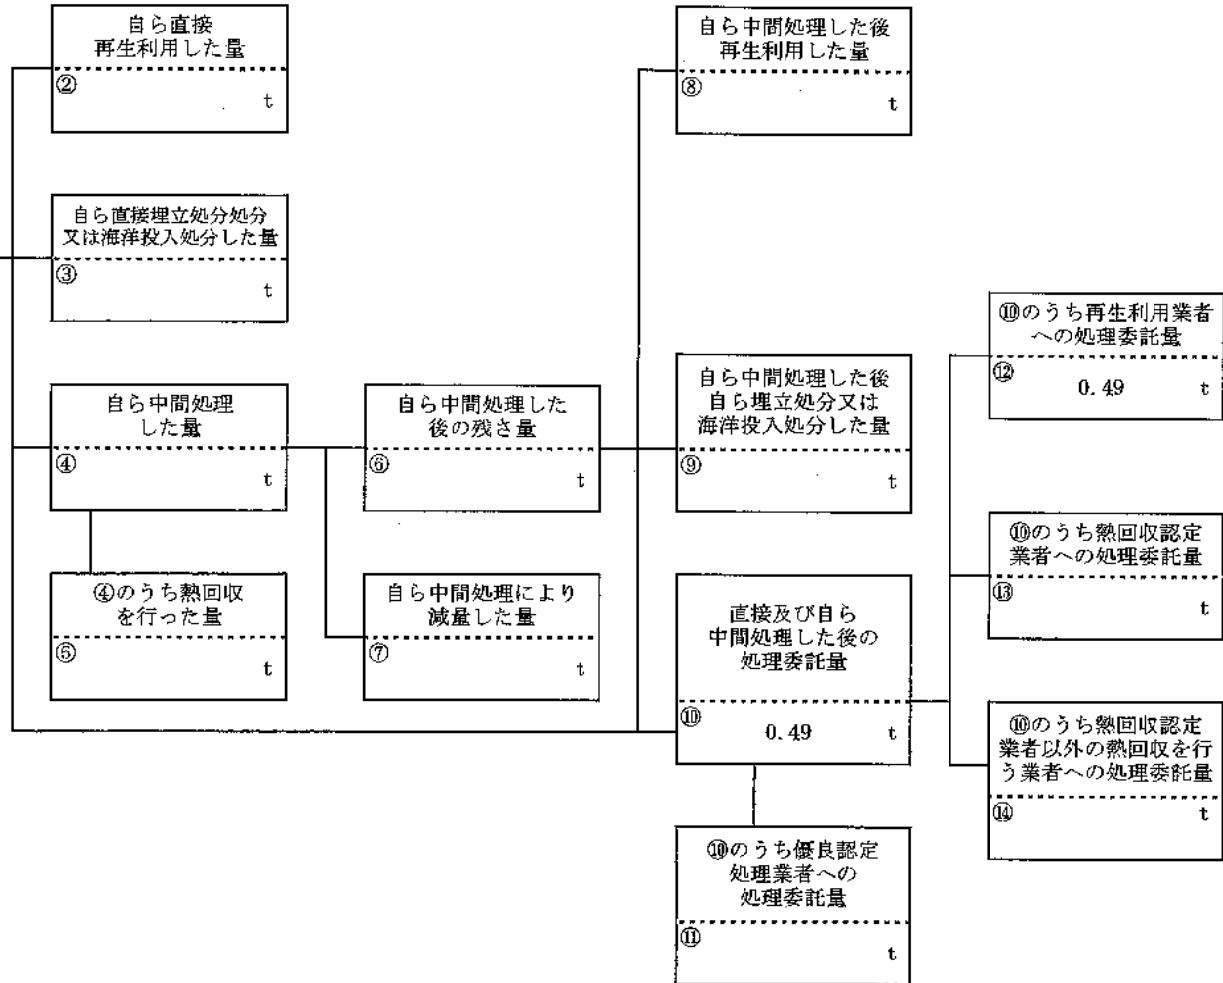 自ら直接
再生利用した量
②
t
自ら中間処理した後
再生利用した量
⑧
t
自ら直接埋立処分処分
又は海洋投入処分した量
③
t
⑩のうち再生利用業者
への処理委託量
⑫
0.49 t
自ら中間処理
した量
④
t
自ら中間処理した
後の残さ量
⑥
t
自ら中間処理した後
自ら埋立処分又は
海洋投入処分した量
⑨
t
⑩のうち熱回収認定
業者への処理委託量
⑬
t
④のうち熱回収
を行った量
⑤
t
自ら中間処理により
減量した量
⑦
t
直接及び自ら
中間処理した後の
処理委託量
⑩
0.49 t
⑩のうち熱回収認定
業者以外の熱回収を行
う業者への処理委託量
⑭
t
⑩のうち優良認定
処理業者への
処理委託量
⑪
t